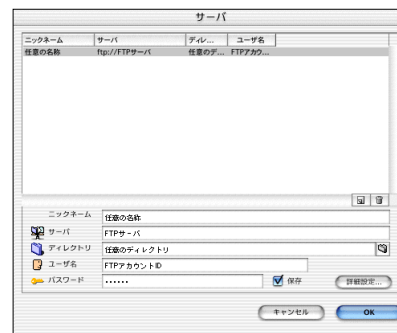 サーバ
ニックネーム サーバ ディレ... ユーザ名
任意の名称 ftp://FTPサーバ 任意のデ... FTPアカウ...
ニックネーム 任意の名称
サーバ FTPサーバ
ディレクトリ 任意のディレクトリ
ユーザ名 FTPアカウントID
パスワード •••••• 保存 詳細設定...
キャンセル OK